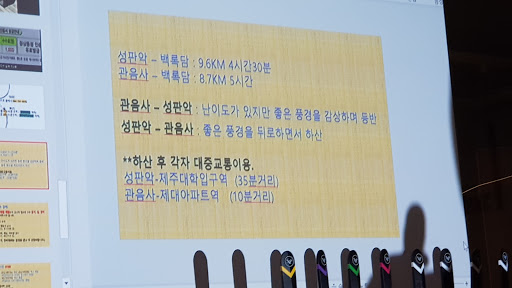 성판악 – 백록담 : 9.6KM 4시간30분
관음사 – 백록담 : 8.7KM 5시간
관음사 – 성판악 : 난이도가 있지만 좋은 풍경을 감상하며 등반
성판악 – 관음사 : 좋은 풍경을 뒤로하면서 하산
**하산 후 각자 대중교통이용.
성판악-제주대학입구역 (35분거리)
관음사-제대아파트역 (10분거리)